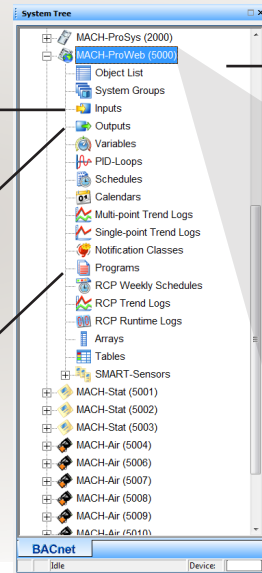 System Tree
MACH-ProSys (2000)
MACH-ProWeb (5000)
Object List
System Groups
Inputs
Outputs
Variables
PID-Loops
Schedules
Calendars
Multi-point Trend Logs
Single-point Trend Logs
Notification Classes
Programs
RCP Weekly Schedules
RCP Trend Logs
RCP Runtime Logs
Arrays
Tables
SMART-Sensors
MACH-Stat (5001)
MACH-Stat (5002)
MACH-Stat (5003)
MACH-Air (5004)
MACH-Air (5006)
MACH-Air (5007)
MACH-Air (5008)
MACH-Air (5009)
MACH-Air (5010)
BACnet
Idle Device: